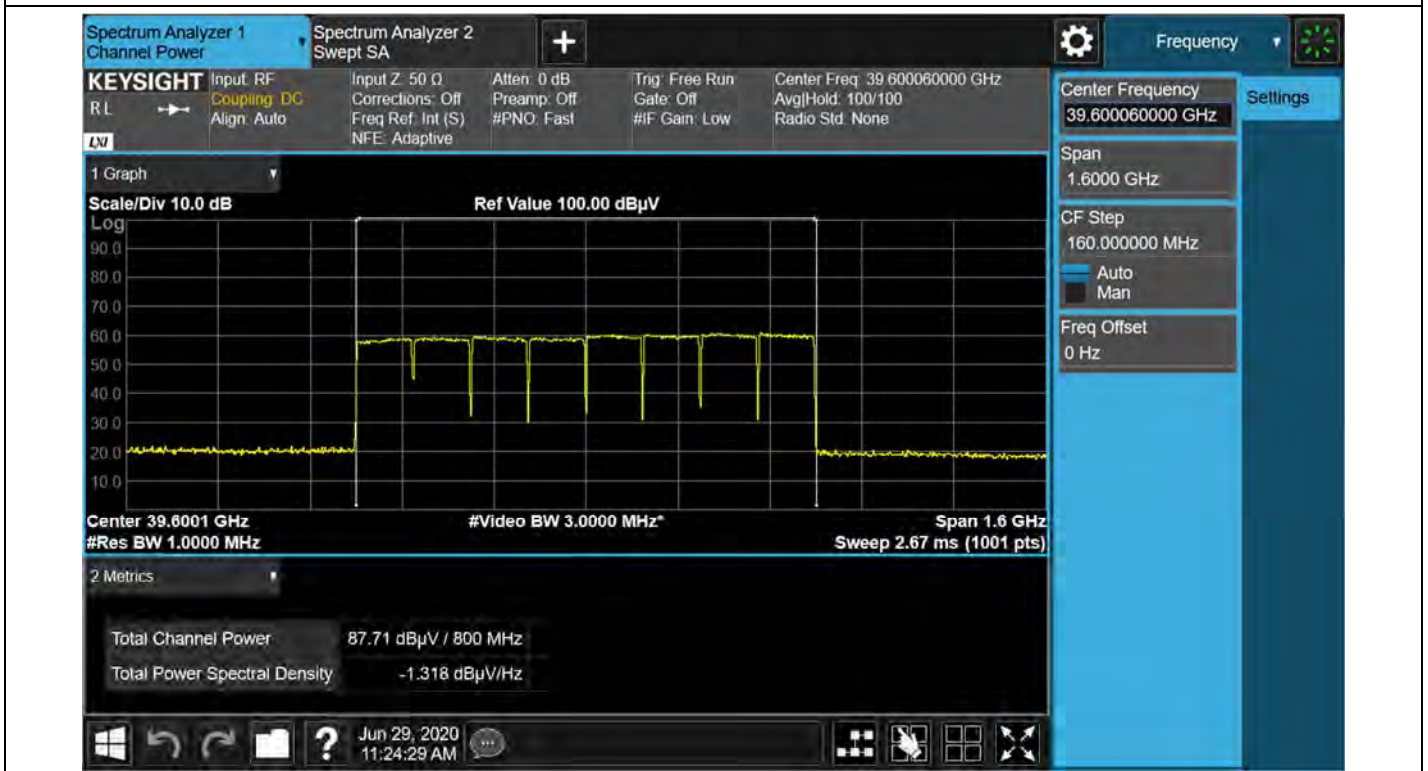 Spectrum Analyzer 1
Channel Power
Spectrum Analyzer 2
Swept SA
+
Frequency
KEYSIGHT
RL
LXI
Input: RF
Coupling: DC
Align: Auto
Input Z: 50 Ω
Corrections: Off
Freq Ref: Int (S)
NFE: Adaptive
Atten: 0 dB
Preamp: Off
#PNO: Fast
Trig: Free Run
Gate: Off
#IF Gain: Low
Center Freq: 39.600060000 GHz
Avg|Hold: 100/100
Radio Std: None
Center Frequency
39.600060000 GHz
Settings
Span
1.6000 GHz
CF Step
160.000000 MHz
Auto
Man
Freq Offset
0 Hz
1 Graph
Scale/Div 10.0 dB
Ref Value 100.00 dBµV
Log
90.0
80.0
70.0
60.0
50.0
40.0
30.0
20.0
10.0
Center 39.6001 GHz
#Video BW 3.0000 MHz*
Span 1.6 GHz
#Res BW 1.0000 MHz
Sweep 2.67 ms (1001 pts)
2 Metrics
Total Channel Power 87.71 dBµV / 800 MHz
Total Power Spectral Density -1.318 dBµV/Hz
?
Jun 29, 2020
11:24:29 AM